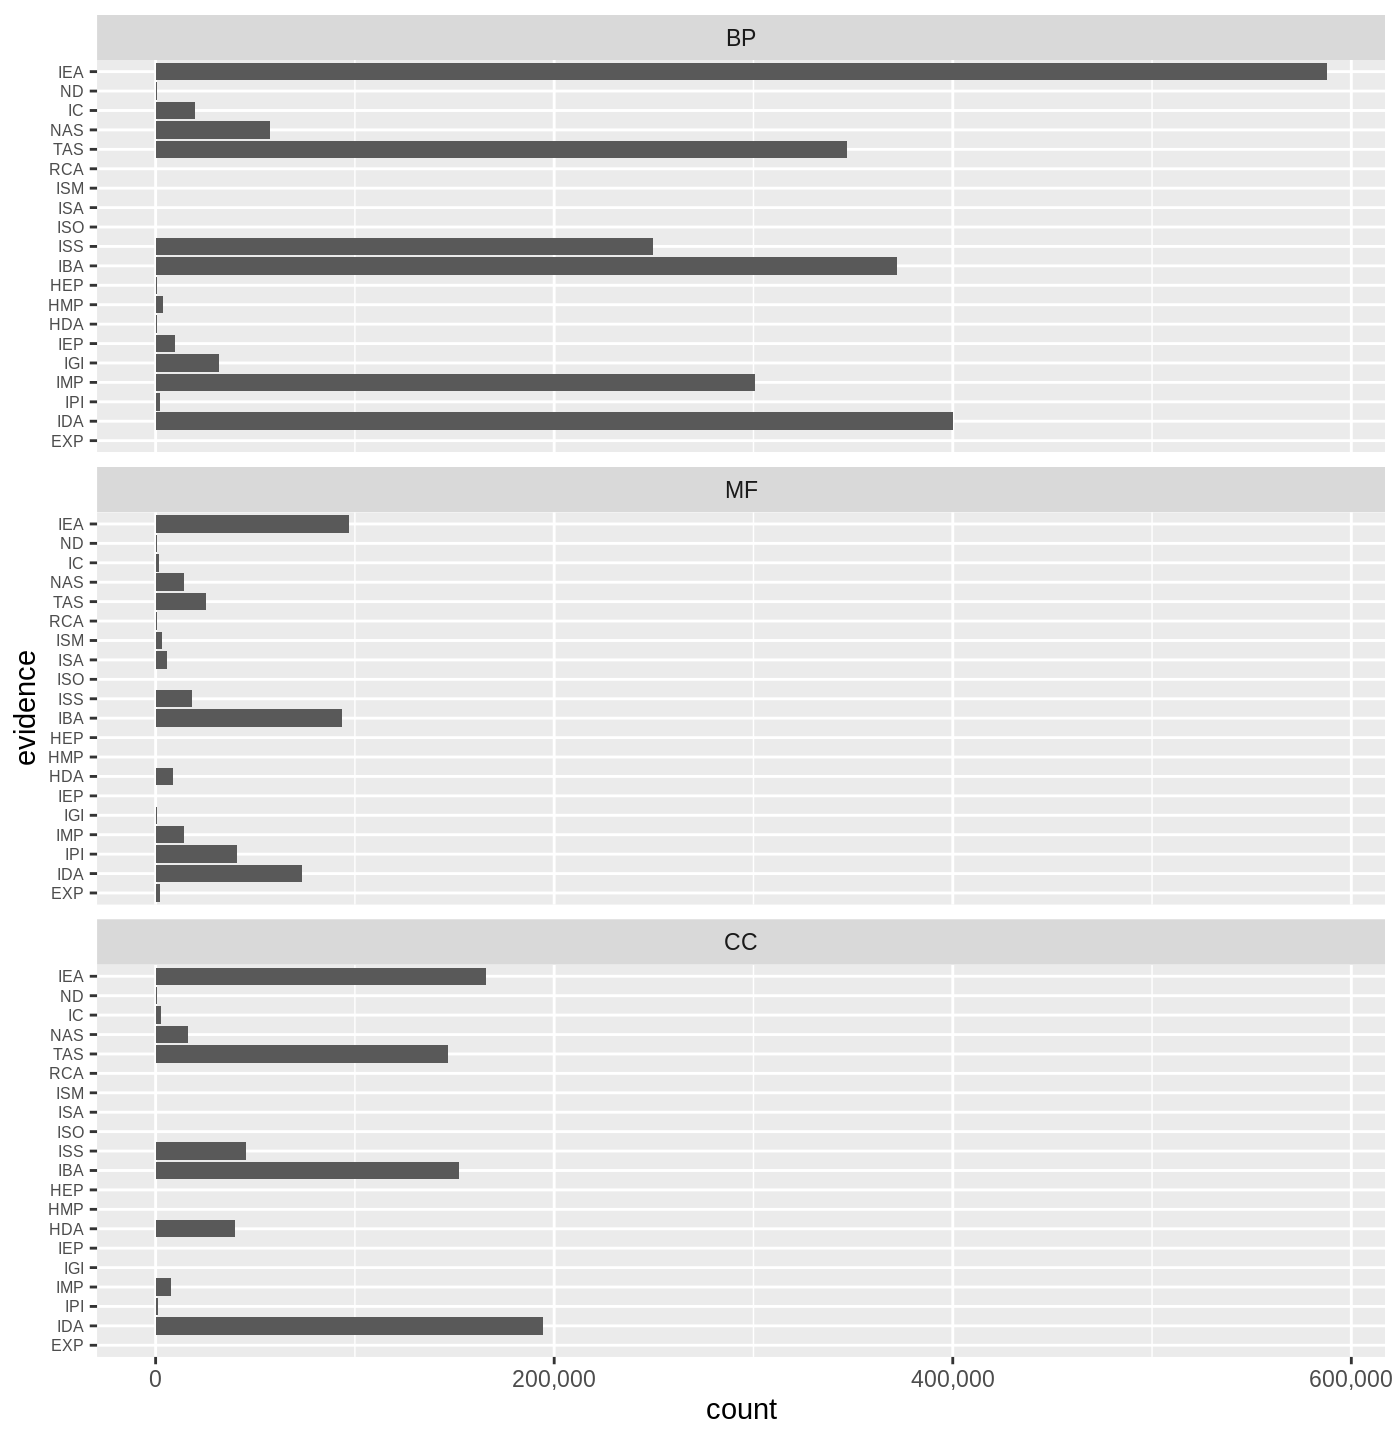 BP
IEA
ND
IC
NAS
TAS
RCA
ISM
ISA
ISO
ISS
IBA
HEP
HMP
HDA
IEP
IGI
IMP
IPI
IDA
EXP
MF
IEA
ND
IC
NAS
TAS
RCA
ISM
ISA
ISO
ISS
IBA
HEP
HMP
HDA
IEP
IGI
IMP
IPI
IDA
EXP
evidence
CC
IEA
ND
IC
NAS
TAS
RCA
ISM
ISA
ISO
ISS
IBA
HEP
HMP
HDA
IEP
IGI
IMP
IPI
IDA
EXP
0 200,000 400,000 600,000
count